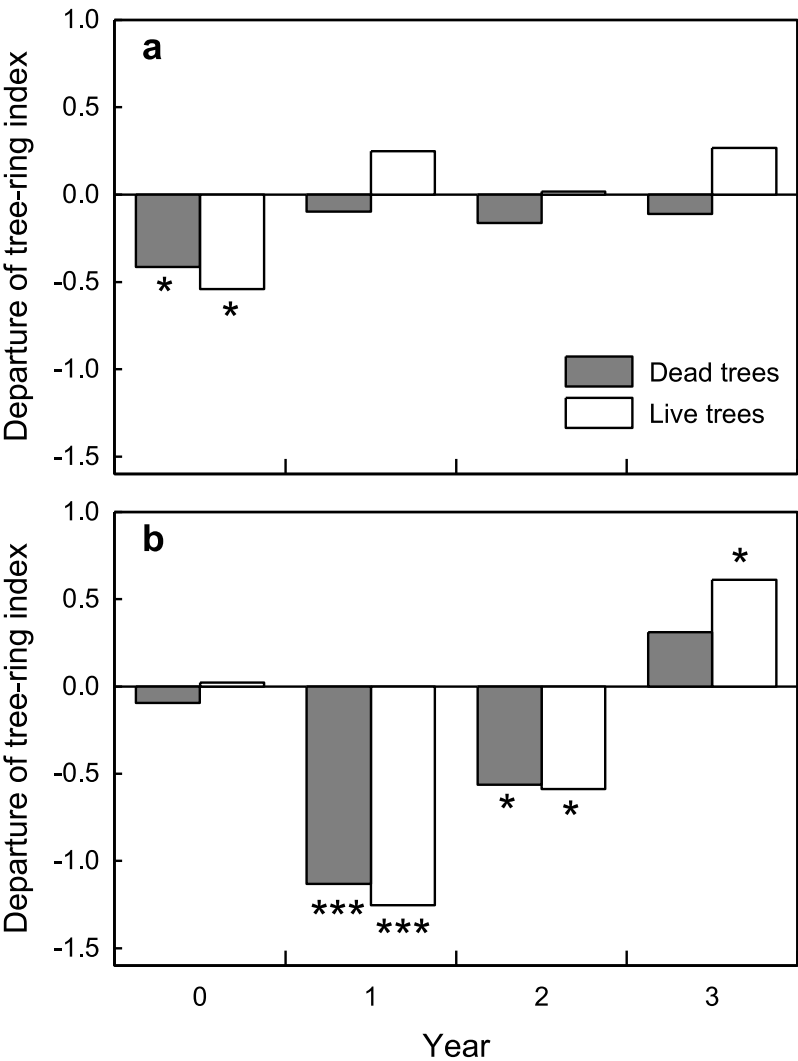 a
1.0
0.5
0.0
-0.5
-1.0
-1.5
Departure of tree-ring index
* *
Dead trees
Live trees
b
1.0
0.5
0.0
-0.5
-1.0
-1.5
Departure of tree-ring index
*** ***
* *
*
0 1 2 3
Year